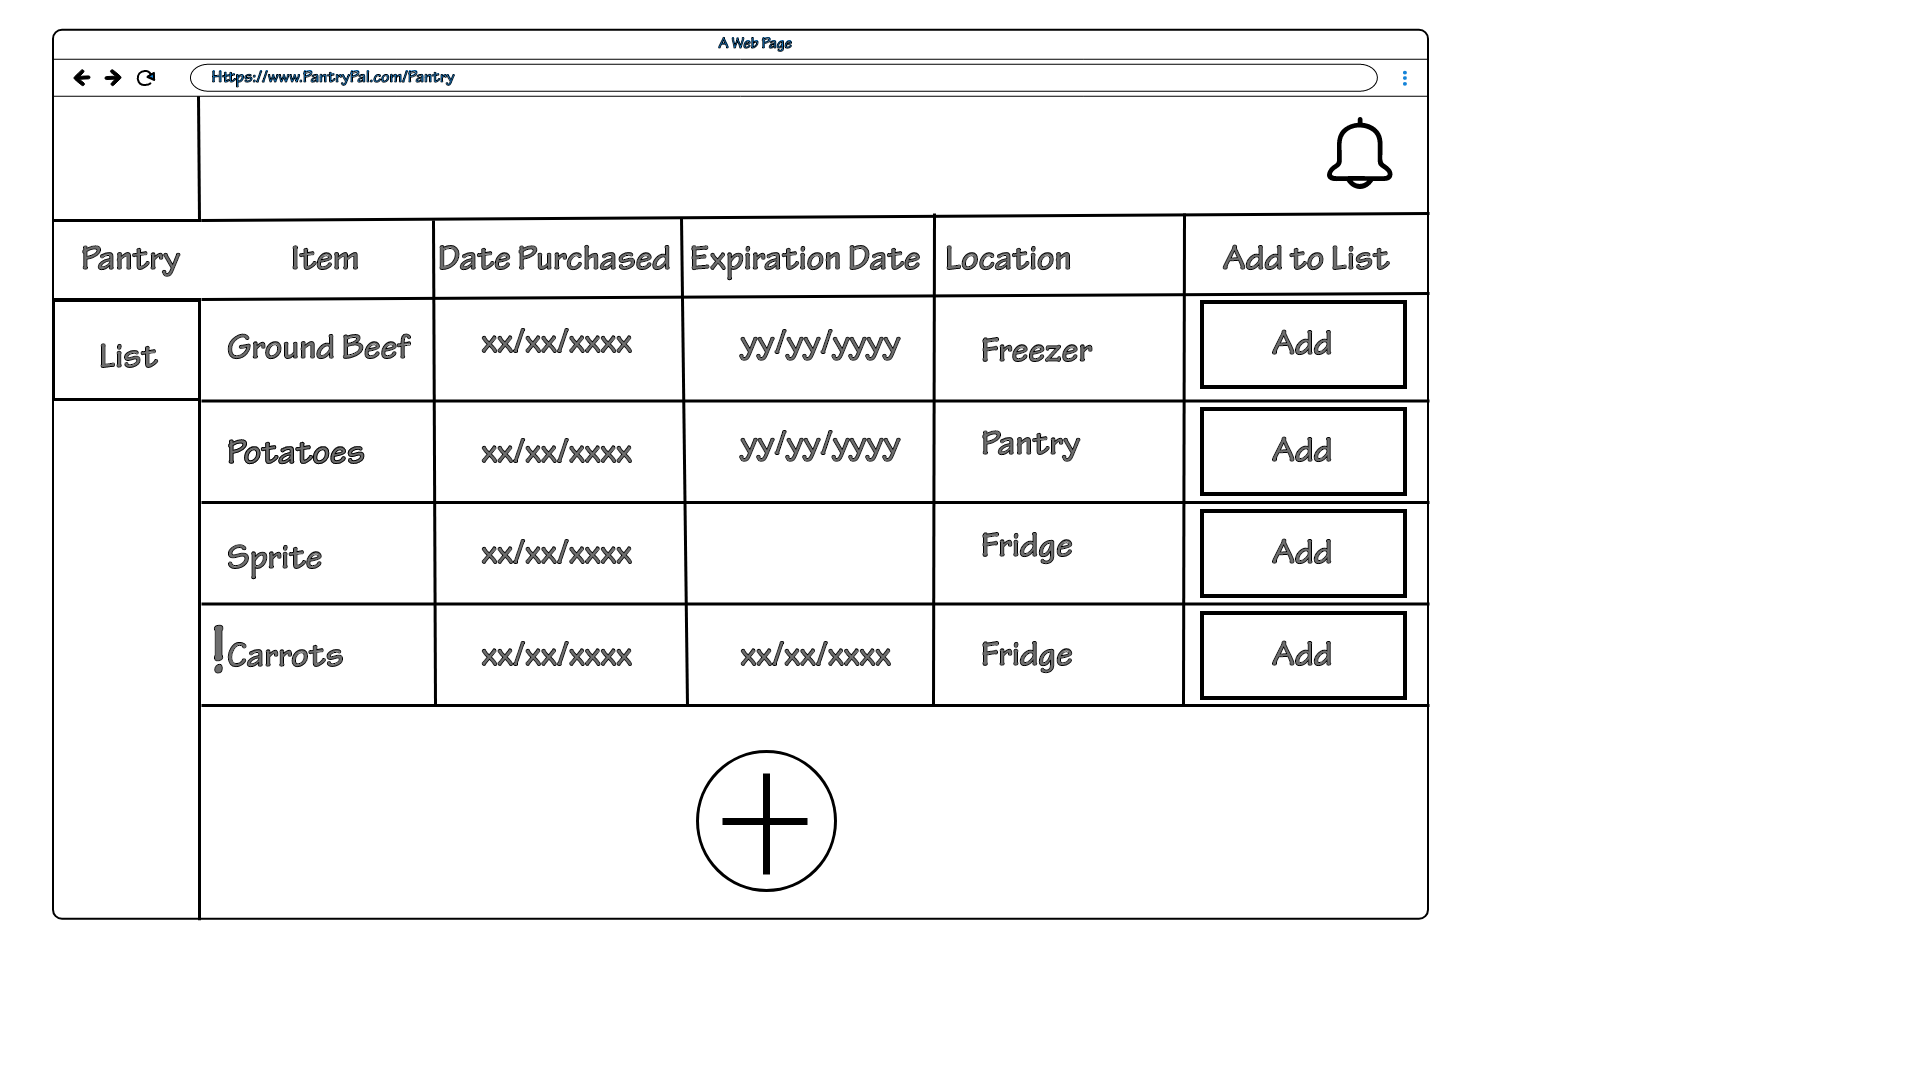 A Web Page
Https://www.PantryPal.com/Pantry
Pantry Item Date Purchased Expiration Date Location Add to List
List Ground Beef xx/xx/xxxx yy/yy/yyyy Freezer Add
Potatoes xx/xx/xxxx yy/yy/yyyy Pantry Add
Sprite xx/xx/xxxx Fridge Add
!Carrots xx/xx/xxxx xx/xx/xxxx Fridge Add